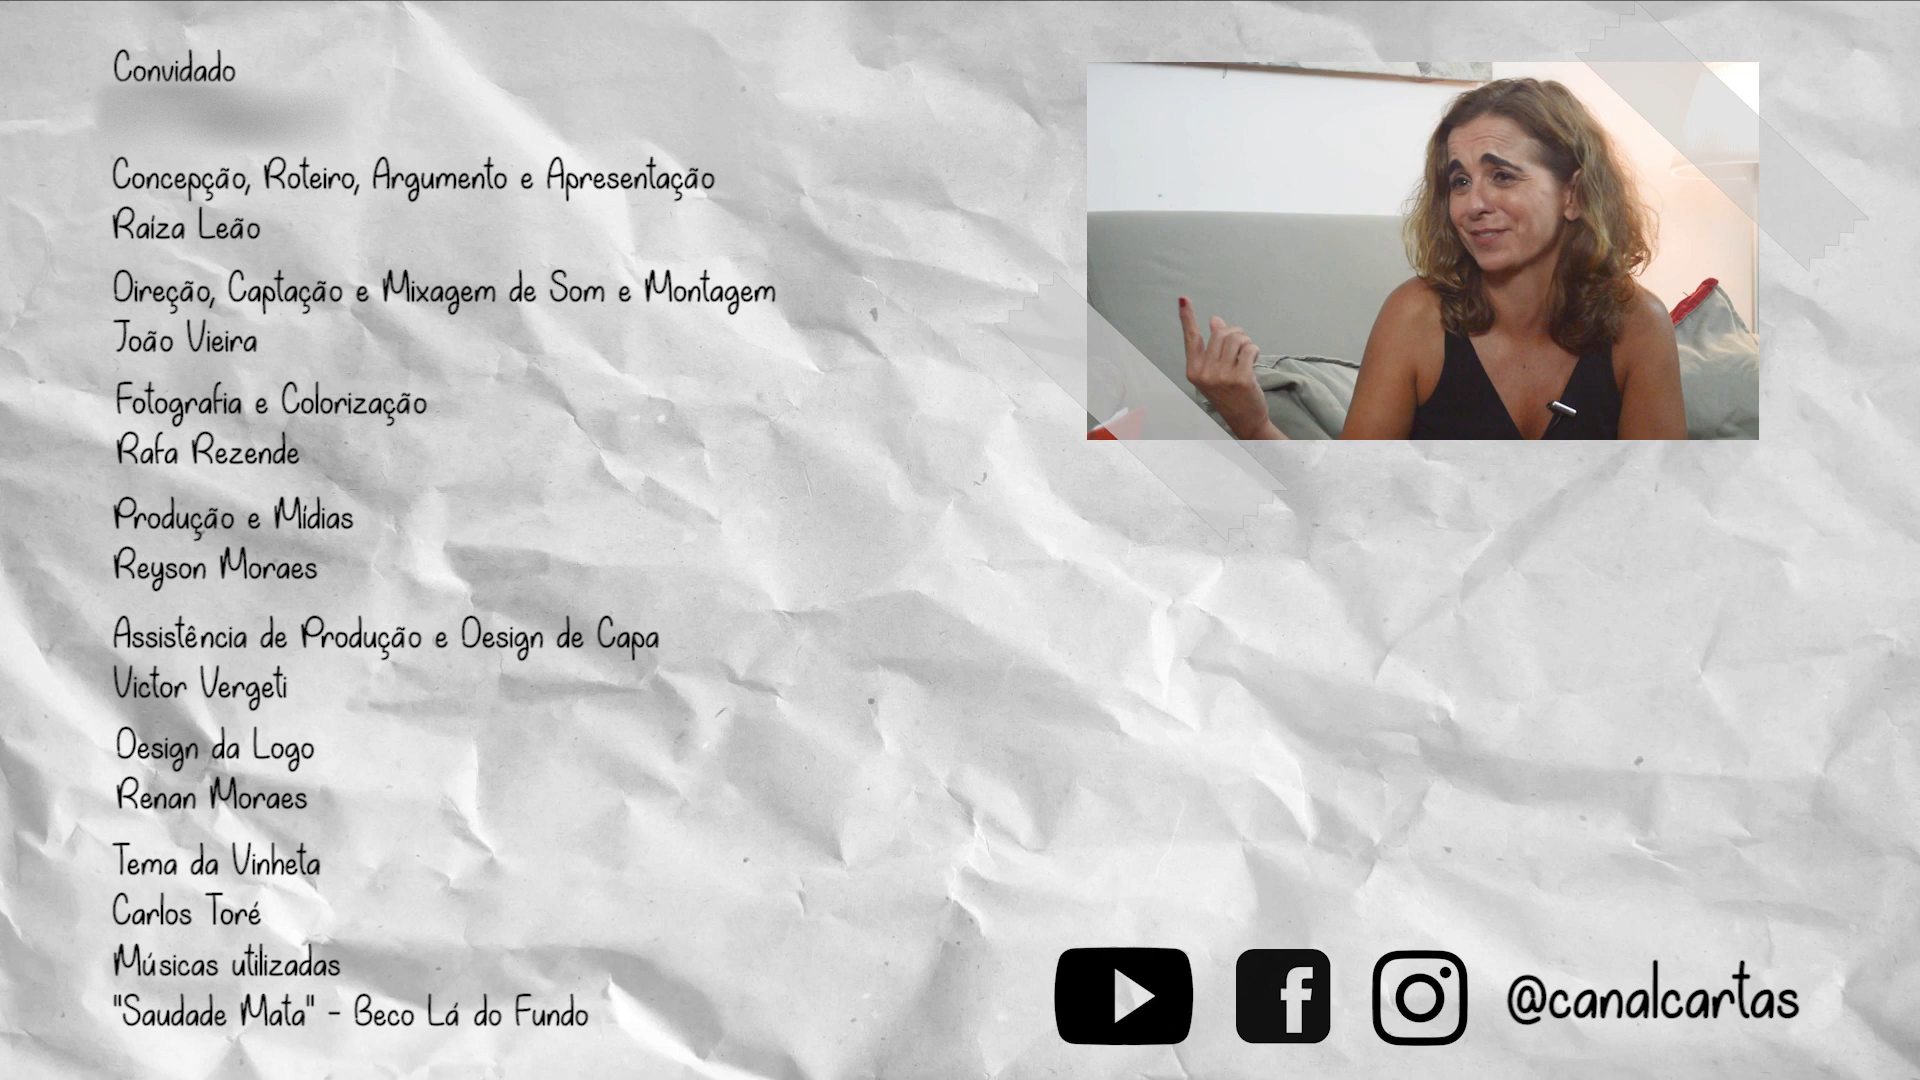 Convidado
Concepção, Roteiro, Argumento e Apresentação
Raíza Leão
Direção, Captação e Mixagem de Som e Montagem
João Vieira
Fotografia e Colorização
Rafa Rezende
Produção e Mídias
Reyson Moraes
Assistência de Produção e Design de Capa
Victor Vergeti
Design da Logo
Renan Moraes
Tema da Vinheta
Carlos Toré
Músicas utilizadas
"Saudade Mata" - Beco Lá do Fundo
@canalcartas